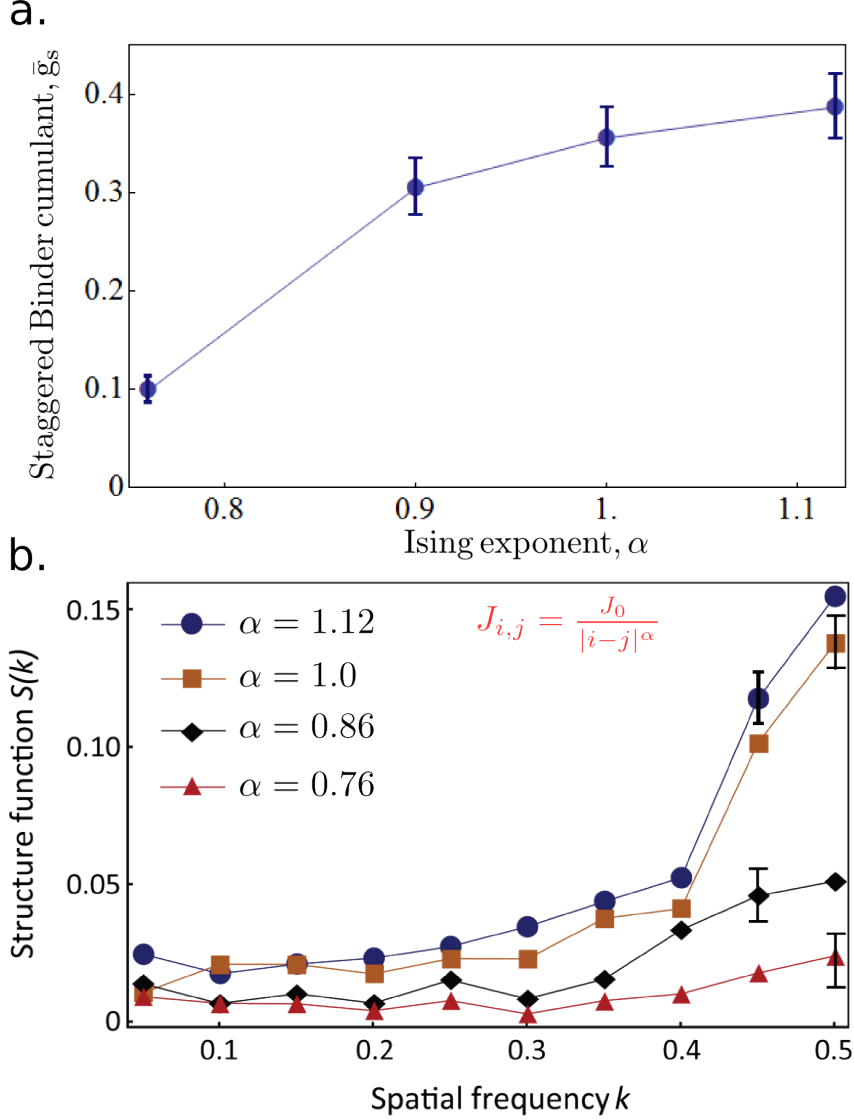 a.
Staggered Binder cumulant, ḡₛ
0.4
0.3
0.2
0.1
0
0.8 0.9 1. 1.1
Ising exponent, α
b.
Structure function S(k)
0.15
0.10
0.05
0
α = 1.12
α = 1.0
α = 0.86
α = 0.76
J_{i,j} = J_0 / |i−j|^α
0.1 0.2 0.3 0.4 0.5
Spatial frequency k